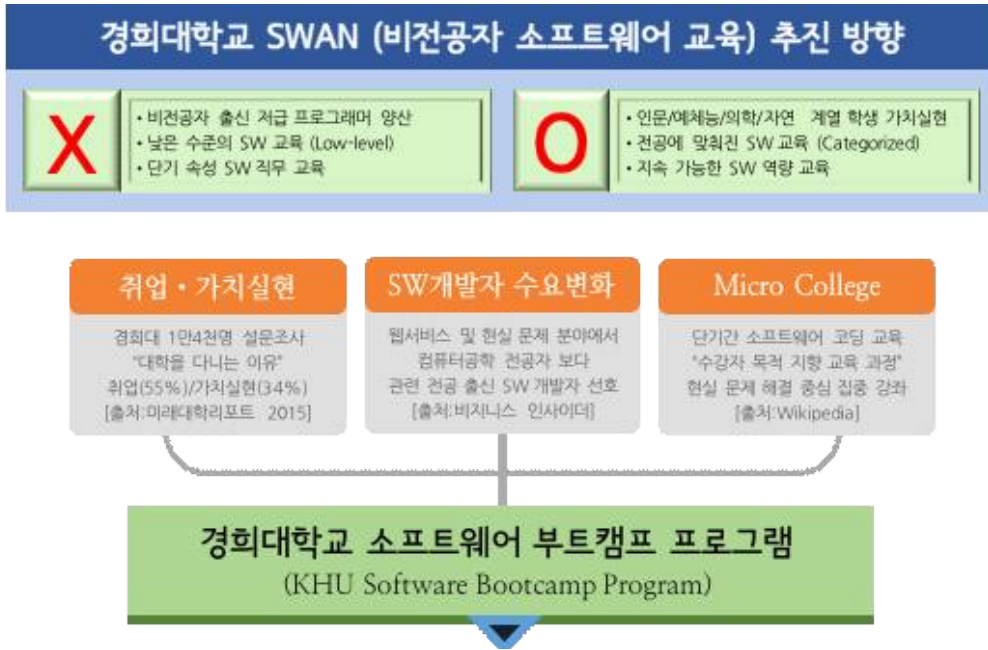 경희대학교 SWAN (비전공자 소프트웨어 교육) 추진 방향
X
• 비전공자 출신 저급 프로그래머 양산
• 낮은 수준의 SW 교육 (Low-level)
• 단기 속성 SW 직무 교육
O
• 인문/예체능/의학/자연 계열 학생 가치실현
• 전공에 맞춰진 SW 교육 (Categorized)
• 지속 가능한 SW 역량 교육
취업・가치실현
경희대 1만4천명 설문조사
"대학을 다니는 이유"
취업(55%)/가치실현(34%)
[출처:미래대학리포트 2015]
SW개발자 수요변화
웹서비스 및 현실 문제 분야에서
컴퓨터공학 전공자 보다
관련 전공 출신 SW 개발자 선호
[출처:비지니스 인사이더]
Micro College
단기간 소프트웨어 코딩 교육
"수강자 목적 지향 교육 과정"
현실 문제 해결 중심 집중 강좌
[출처:Wikipedia]
경희대학교 소프트웨어 부트캠프 프로그램
(KHU Software Bootcamp Program)